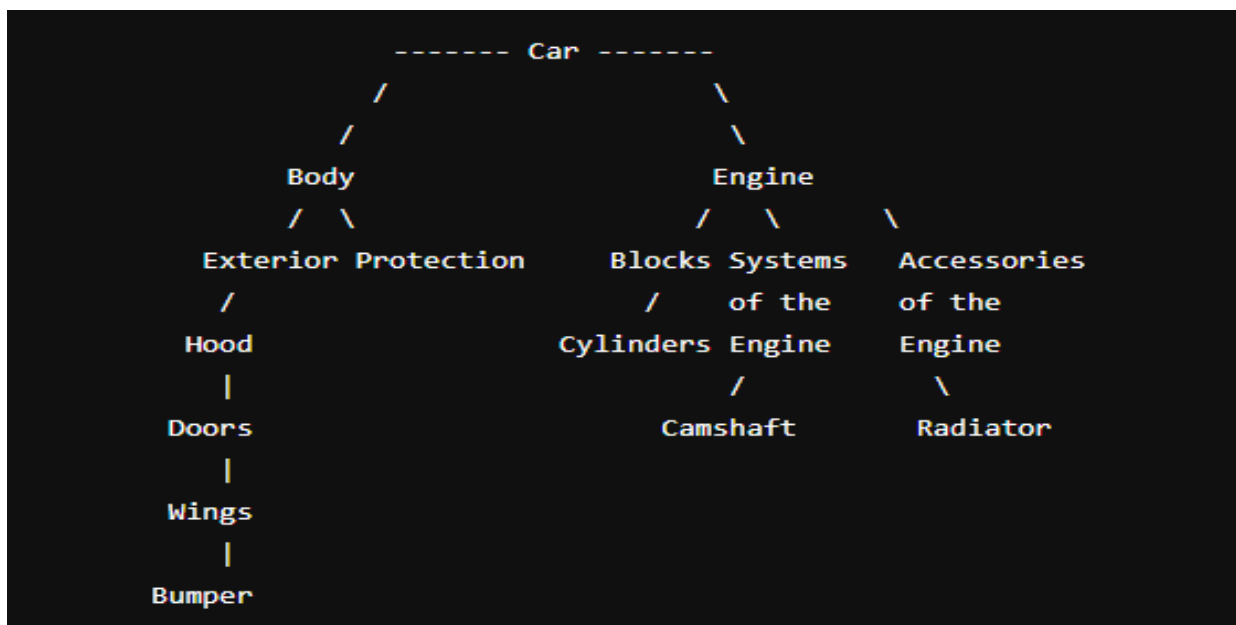 ------- Car -------
/ \
/ \
Body Engine
/ \ / \ \
Exterior Protection Blocks Systems Accessories
/ / of the of the
Hood Cylinders Engine Engine
| / \
Doors Camshaft Radiator
|
Wings
|
Bumper